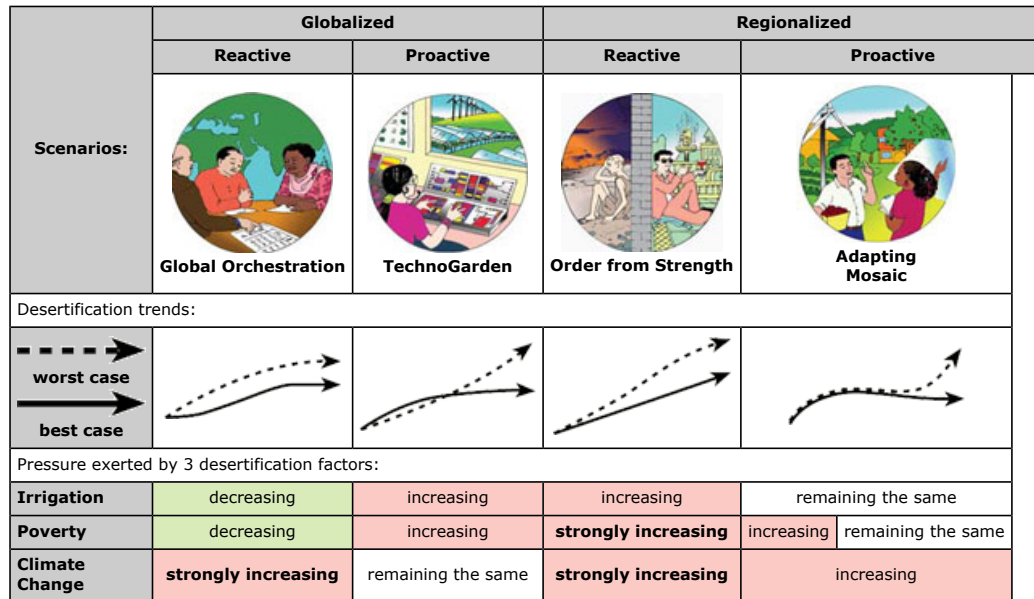 Globalized Regionalized
Reactive Proactive Reactive Proactive
Scenarios:
Global Orchestration TechnoGarden Order from Strength Adapting
Mosaic
Desertification trends:
worst case
best case
Pressure exerted by 3 desertification factors:
Irrigation decreasing increasing increasing remaining the same
Poverty decreasing increasing strongly increasing increasing remaining the same
Climate
Change strongly increasing remaining the same strongly increasing increasing